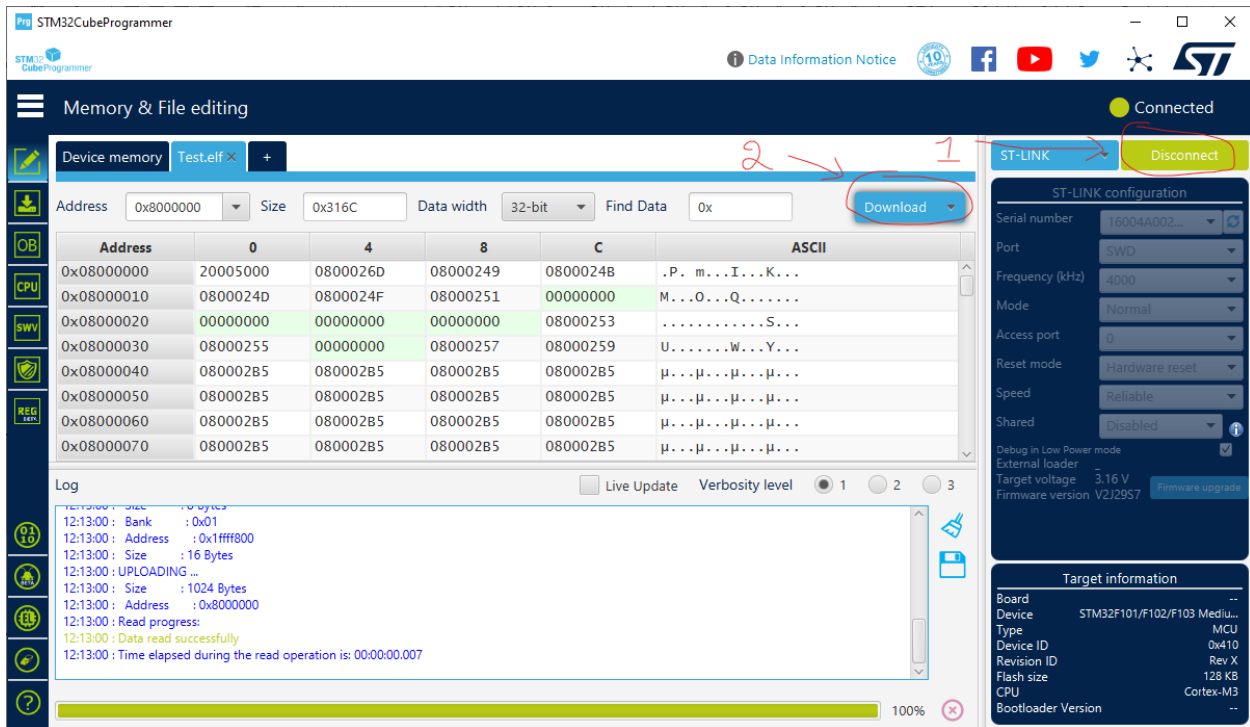 Prg STM32CubeProgrammer
STM32
CubeProgrammer
Data Information Notice
10
ST
Memory & File editing
Connected
Device memory Test.elf × +
2
1
ST-LINK
Disconnect
Address 0x8000000 Size 0x316C Data width 32-bit Find Data 0x Download
Address 0 4 8 C ASCII
0x08000000 20005000 0800026D 08000249 0800024B .P. m...I...K...
0x08000010 0800024D 0800024F 08000251 00000000 M...O...Q.......
0x08000020 00000000 00000000 00000000 08000253 ............S...
0x08000030 08000255 00000000 08000257 08000259 U.......W...Y...
0x08000040 080002B5 080002B5 080002B5 080002B5 µ...µ...µ...µ...
0x08000050 080002B5 080002B5 080002B5 080002B5 µ...µ...µ...µ...
0x08000060 080002B5 080002B5 080002B5 080002B5 µ...µ...µ...µ...
0x08000070 080002B5 080002B5 080002B5 080002B5 µ...µ...µ...µ...
OB
CPU
SWV
REG
Log
Live Update Verbosity level 1 2 3
12:13:00 : Bank : 0x01
12:13:00 : Address : 0x1ffff800
12:13:00 : Size : 16 Bytes
12:13:00 : UPLOADING ...
12:13:00 : Size : 1024 Bytes
12:13:00 : Address : 0x8000000
12:13:00 : Read progress:
12:13:00 : Data read successfully
12:13:00 : Time elapsed during the read operation is: 00:00:00.007
100%
ST-LINK configuration
Serial number 16004A002...
Port SWD
Frequency (kHz) 4000
Mode Normal
Access port 0
Reset mode Hardware reset
Speed Reliable
Shared Disabled
Debug in Low Power mode
External loader _
Target voltage 3.16 V
Firmware version V2J29S7
Firmware upgrade
Target information
Board --
Device STM32F101/F102/F103 Mediu...
Type MCU
Device ID 0x410
Revision ID Rev X
Flash size 128 KB
CPU Cortex-M3
Bootloader Version --